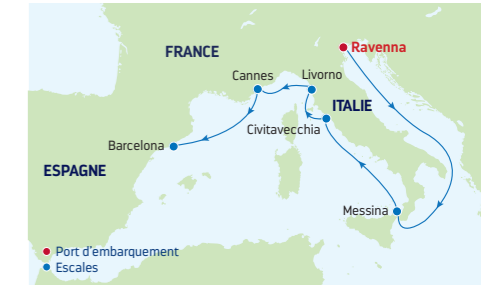 Ravenna
FRANCE
Cannes
Livorno
ITALIE
Civitavecchia
Barcelona
ESPAGNE
Messina
Port d'embarquement
Escales